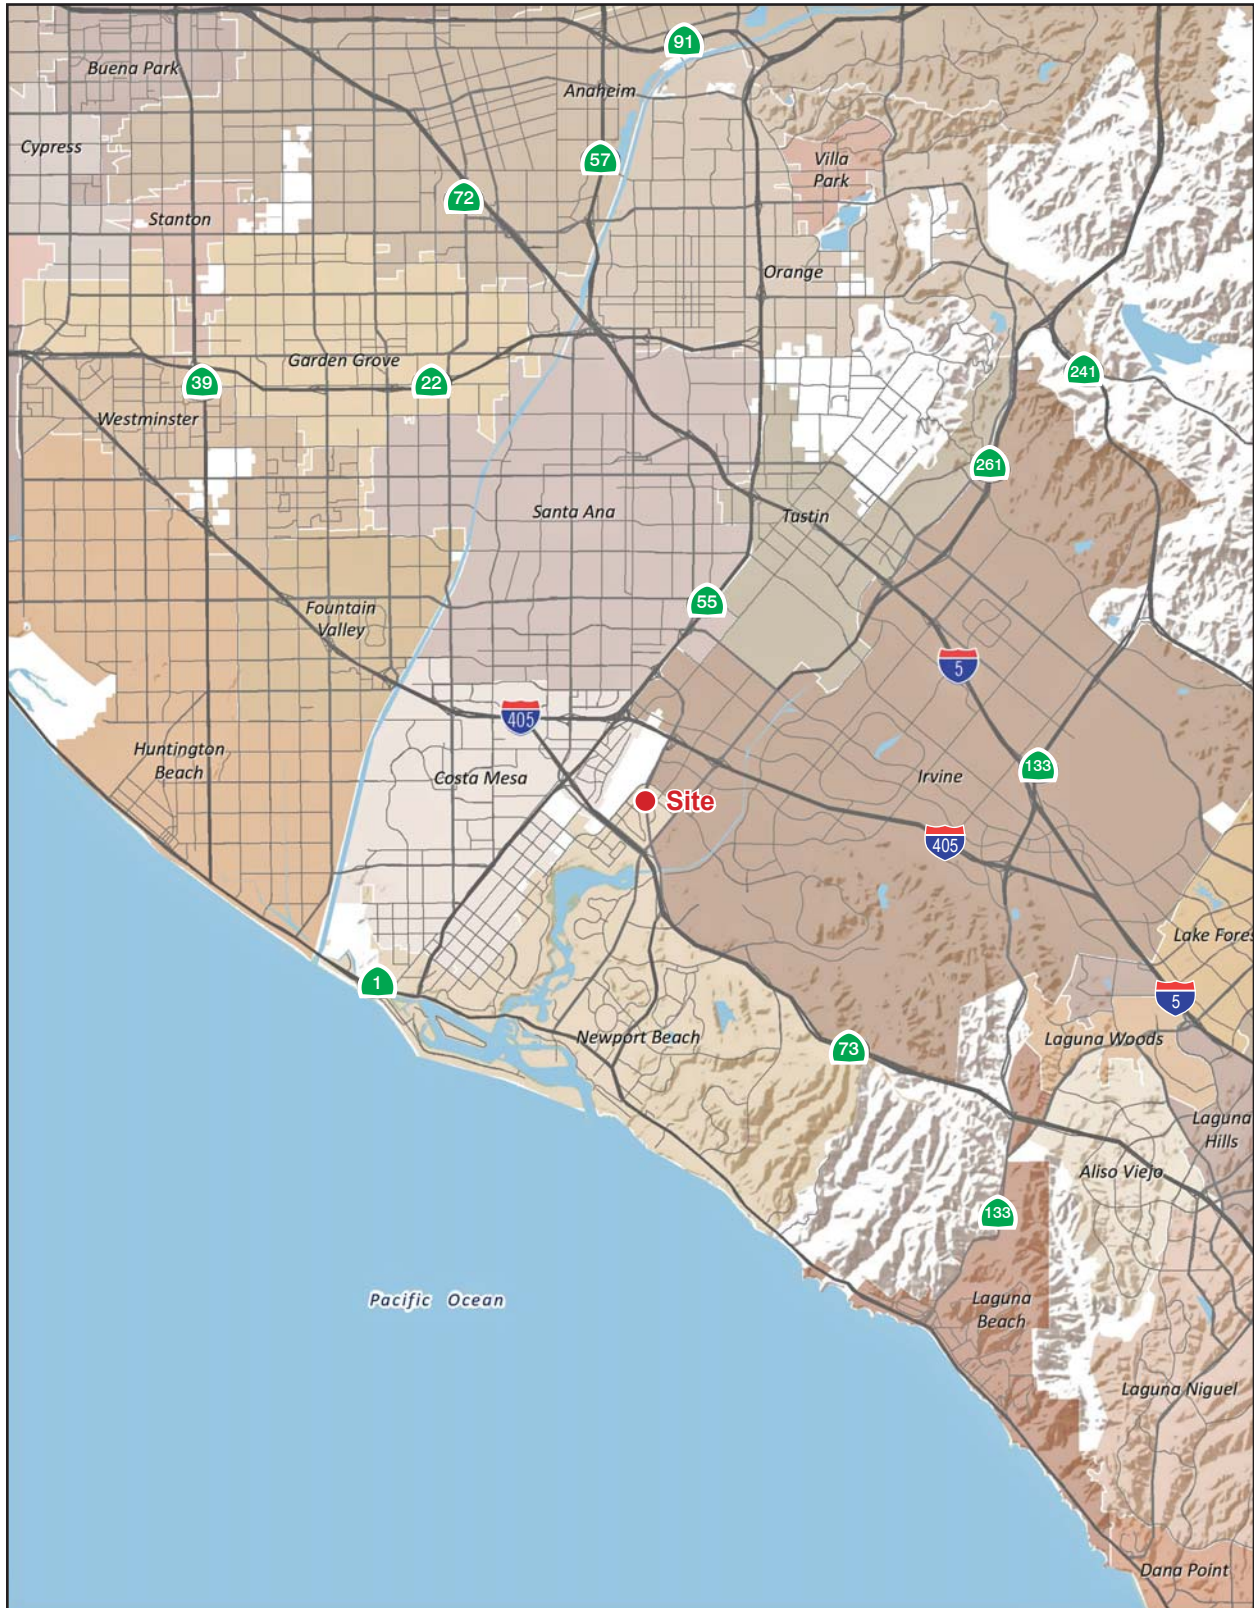 91
Buena Park
Anaheim
Cypress
57
Villa
Park
72
Stanton
Orange
Garden Grove
39
22
241
Westminster
261
Santa Ana
Tustin
55
Fountain
Valley
5
405
Huntington
Beach
Costa Mesa
133
Irvine
Site
405
Lake Fores
1
5
Newport Beach
Laguna Woods
73
Laguna
Hills
Aliso Viejo
133
Pacific Ocean
Laguna
Beach
Laguna Niguel
Dana Point